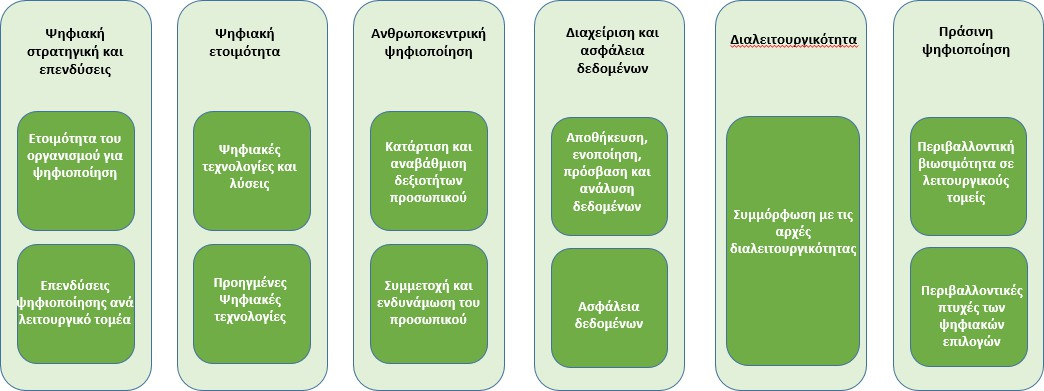 Ψηφιακή
στρατηγική και
επενδύσεις
Ετοιμότητα του
οργανισμού για
ψηφιοποίηση
Επενδύσεις
ψηφιοποίησης ανά
λειτουργικό τομέα
Ψηφιακή
ετοιμότητα
Ψηφιακές
τεχνολογίες και
λύσεις
Προηγμένες
Ψηφιακές
τεχνολογίες
Ανθρωποκεντρική
ψηφιοποίηση
Κατάρτιση και
αναβάθμιση
δεξιοτήτων
προσωπικού
Συμμετοχή και
ενδυνάμωση του
προσωπικού
Διαχείριση και
ασφάλεια
δεδομένων
Αποθήκευση,
ενοποίηση,
πρόσβαση και
ανάλυση
δεδομένων
Ασφάλεια
δεδομένων
Διαλειτουργικότητα
Συμμόρφωση με τις
αρχές
διαλειτουργικότητας
Πράσινη
ψηφιοποίηση
Περιβαλλοντική
βιωσιμότητα σε
λειτουργικούς
τομείς
Περιβαλλοντικές
πτυχές των
ψηφιακών
επιλογών